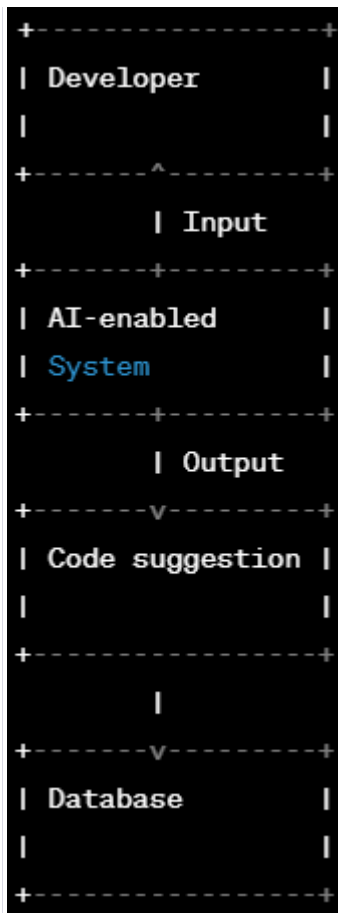 +------------------+
| Developer        |
|                  |
+-------^----------+
        | Input
+-------+----------+
| AI-enabled       |
| System           |
+-------+----------+
        | Output
+-------v----------+
| Code suggestion  |
|                  |
+------------------+
        |
+-------v----------+
| Database         |
|                  |
+------------------+